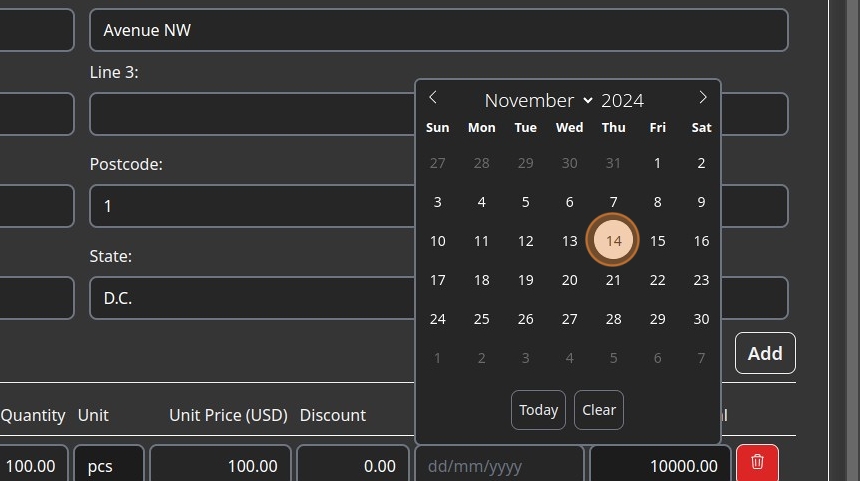 Avenue NW
Line 3:
November 2024
Sun Mon Tue Wed Thu Fri Sat
27 28 29 30 31 1 2
Postcode:
1
3 4 5 6 7 8 9
10 11 12 13 14 15 16
State:
D.C.
17 18 19 20 21 22 23
24 25 26 27 28 29 30
1 2 3 4 5 6 7
Add
Today Clear
Quantity Unit Unit Price (USD) Discount
100.00 pcs 100.00 0.00 dd/mm/yyyy 10000.00